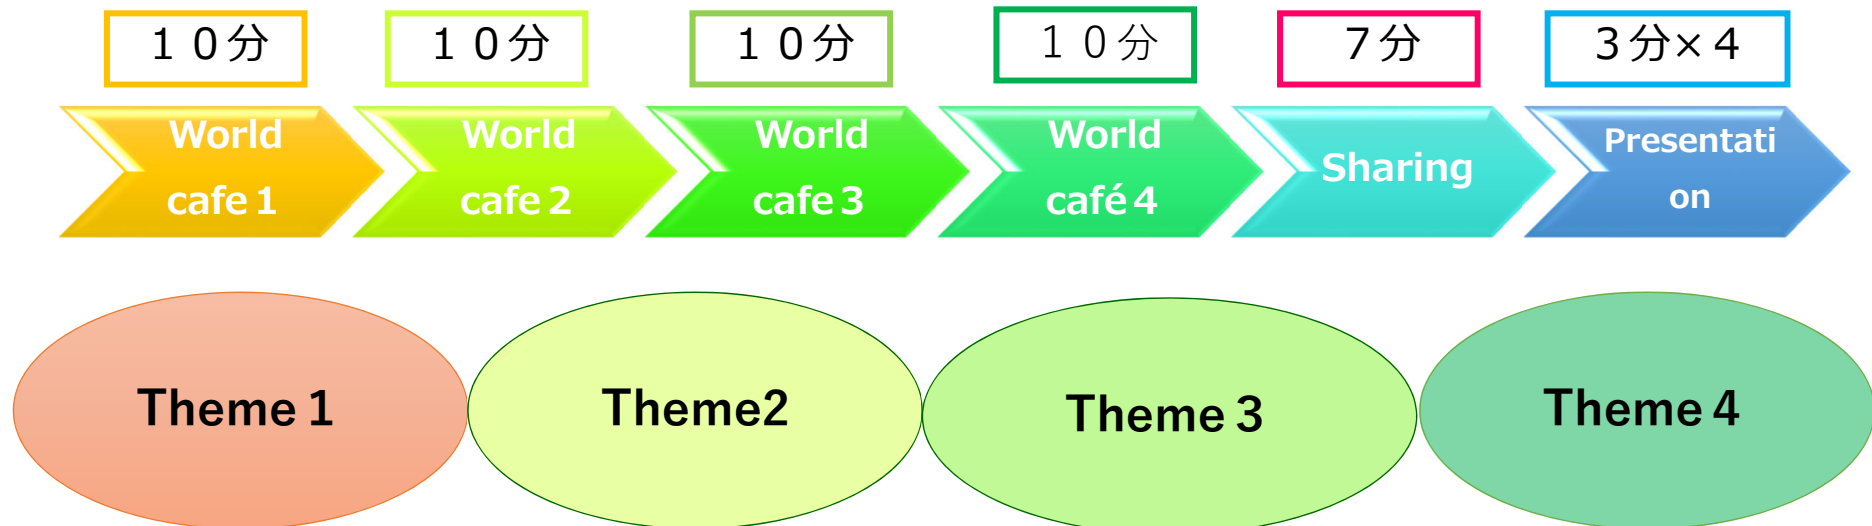 １０分
１０分
１０分
１０分
７分
３分×４
World
cafe１
World
cafe２
World
cafe３
World
café４
Sharing
Presentati
on
Theme１
Theme2
Theme３
Theme４